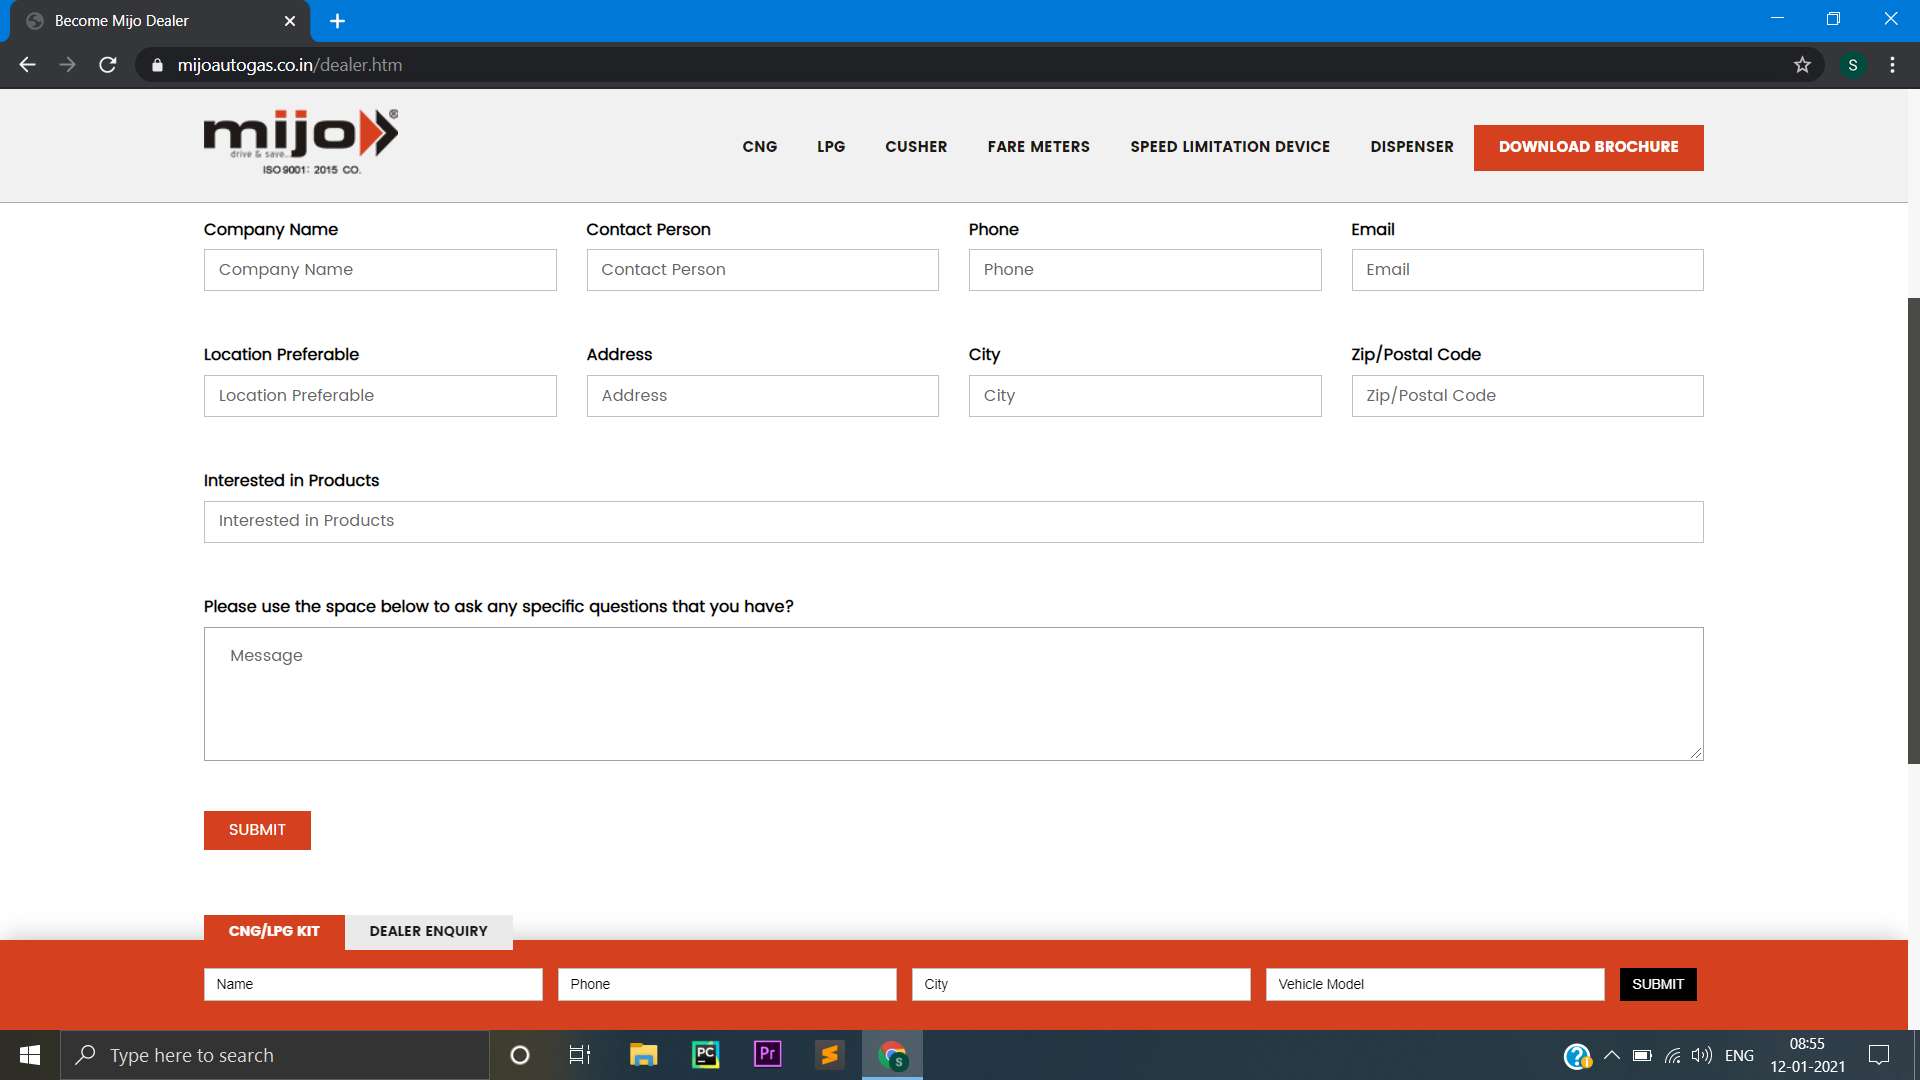 Become Mijo Dealer
mijoautogas.co.in/dealer.htm
S
mijo®
drive & save...
ISO 9001: 2015 CO.
CNG LPG CUSHER FARE METERS SPEED LIMITATION DEVICE DISPENSER DOWNLOAD BROCHURE
Company Name Contact Person Phone Email
Company Name Contact Person Phone Email
Location Preferable Address City Zip/Postal Code
Location Preferable Address City Zip/Postal Code
Interested in Products
Interested in Products
Please use the space below to ask any specific questions that you have?
Message
SUBMIT
CNG/LPG KIT DEALER ENQUIRY
Name Phone City Vehicle Model SUBMIT
Type here to search
PC
Pr
S
ENG
08:55
12-01-2021